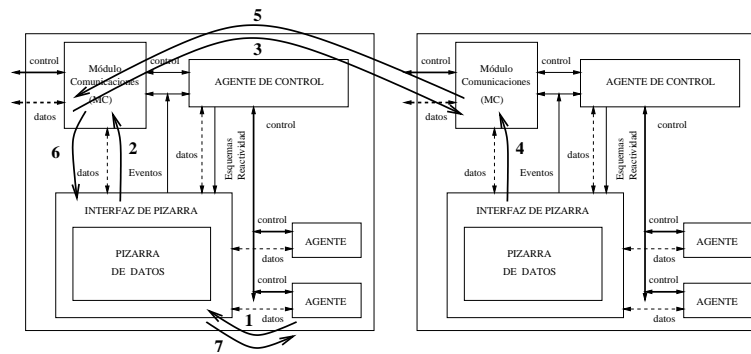 5
3
control
Módulo
Comunicaciones
(MC)
control
AGENTE DE CONTROL
datos
control
6
2
datos
Eventos
datos
Esquemas
Reactividad
INTERFAZ DE PIZARRA
PIZARRA
DE DATOS
control
AGENTE
datos
control
AGENTE
datos
1
7
control
Módulo
Comunicaciones
(MC)
control
AGENTE DE CONTROL
datos
control
4
datos
Eventos
datos
Esquemas
Reactividad
INTERFAZ DE PIZARRA
PIZARRA
DE DATOS
control
AGENTE
datos
control
AGENTE
datos